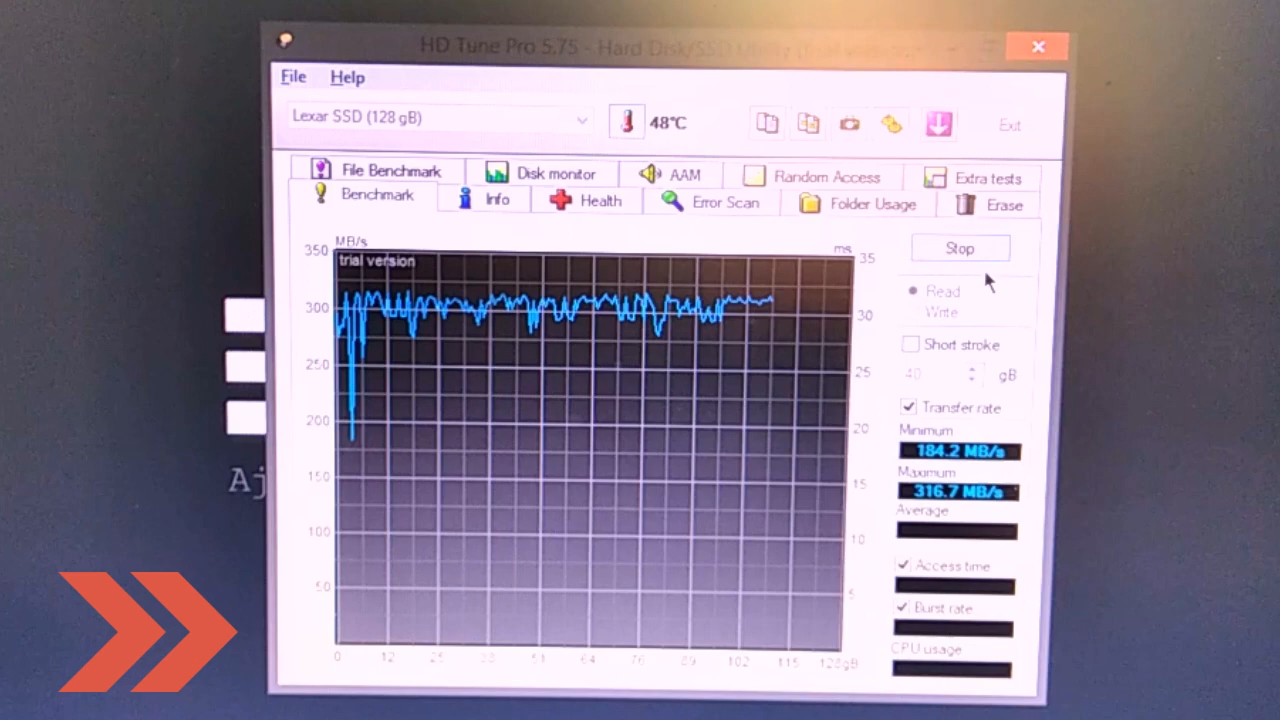 HD Tune Pro 5.75 - Hard Disk/SSD Utility (trial version)
File Help
Lexar SSD (128 gB)
48°C
Exit
File Benchmark Disk monitor AAM Random Access Extra tests
Benchmark Info Health Error Scan Folder Usage Erase
MB/s ms
trial version
350
300
250
200
150
100
50
35
30
25
20
15
10
5
0 12 25 38 51 64 76 89 102 115 128gB
Stop
Read
Write
Short stroke
40 gB
Transfer rate
Minimum
184.2 MB/s
Maximum
316.7 MB/s
Average
Access time
Burst rate
CPU usage
Aj